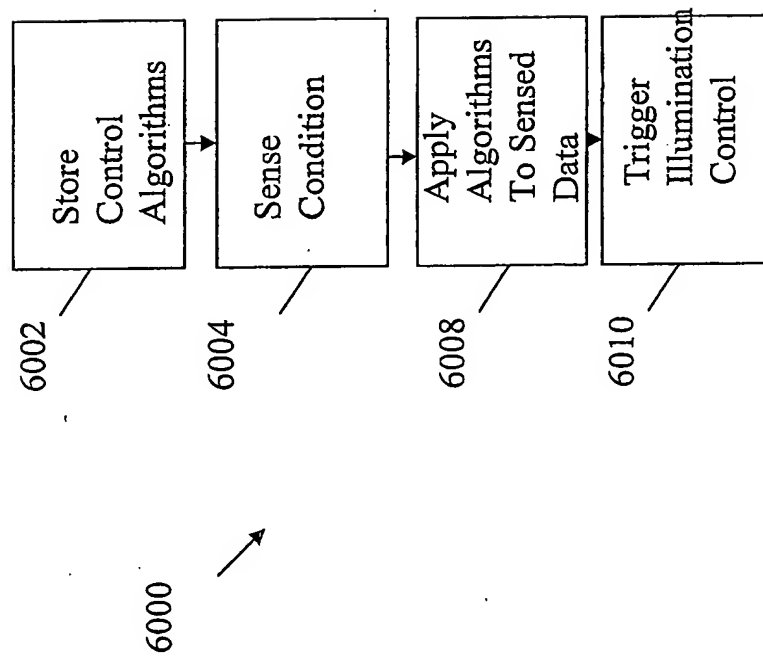 6000
6002
Store
Control
Algorithms
6004
Sense
Condition
6008
Apply
Algorithms
To Sensed
Data
6010
Trigger
Illumination
Control